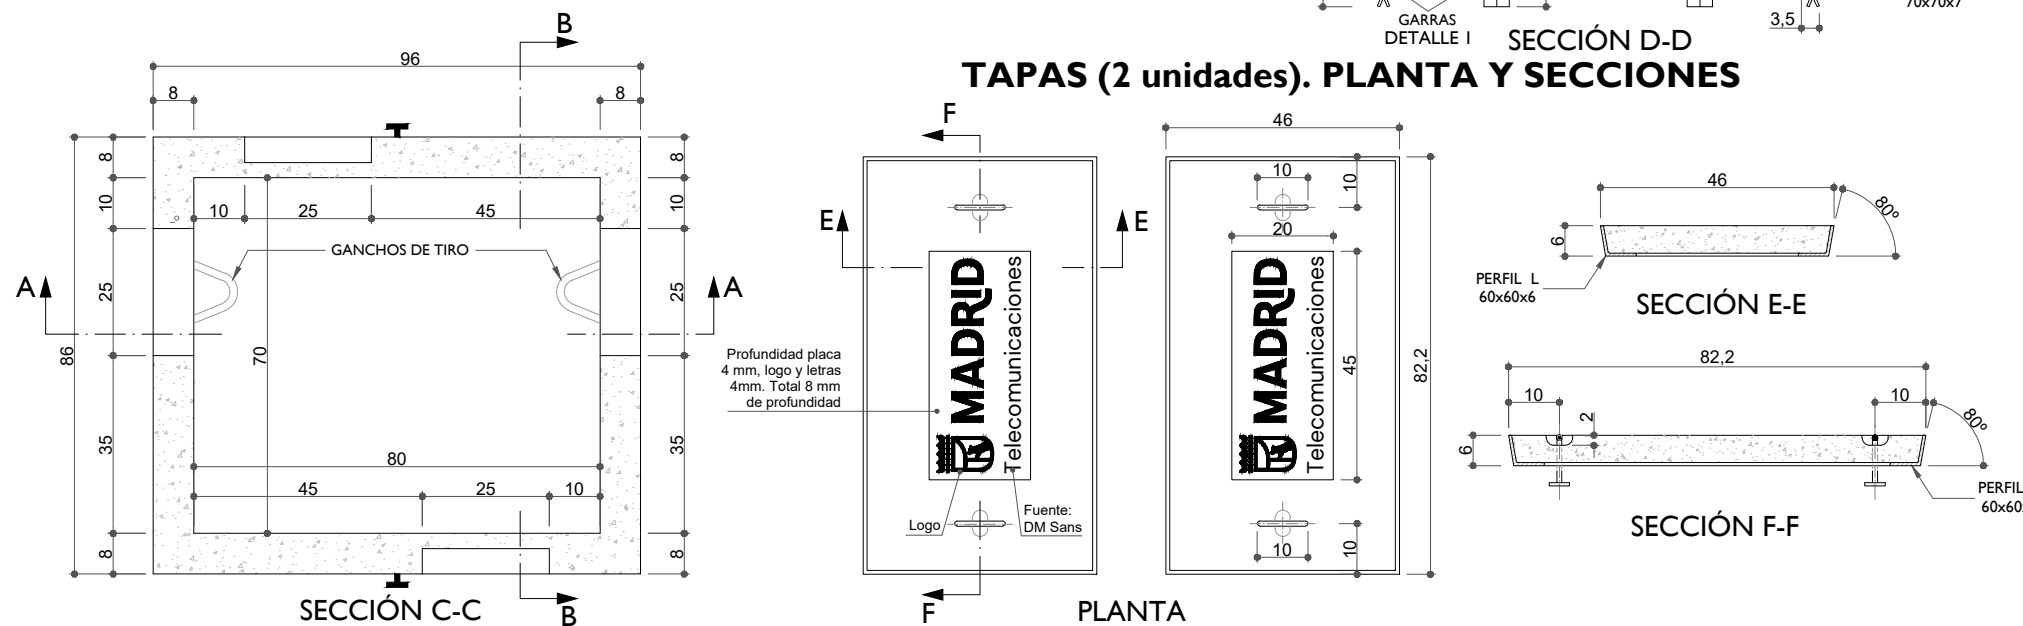 GARRAS
DETALLE 1
SECCIÓN D-D
3,5
70x70x7
TAPAS (2 unidades). PLANTA Y SECCIONES
B
96
8
8
8
8
10
10
10
25
45
GANCHOS DE TIRO
A
A
25
25
86
70
35
35
80
45
25
10
8
8
SECCIÓN C-C
B
F
E
E
MADRID
Telecomunicaciones
Profundidad placa
4 mm, logo y letras
4mm. Total 8 mm
de profundidad
Logo
Fuente:
DM Sans
F
PLANTA
46
10
10
20
MADRID
Telecomunicaciones
45
82,2
10
10
46
80º
6
PERFIL L
60x60x6
SECCIÓN E-E
82,2
10
10
2
80º
6
PERFIL
SECCIÓN F-F